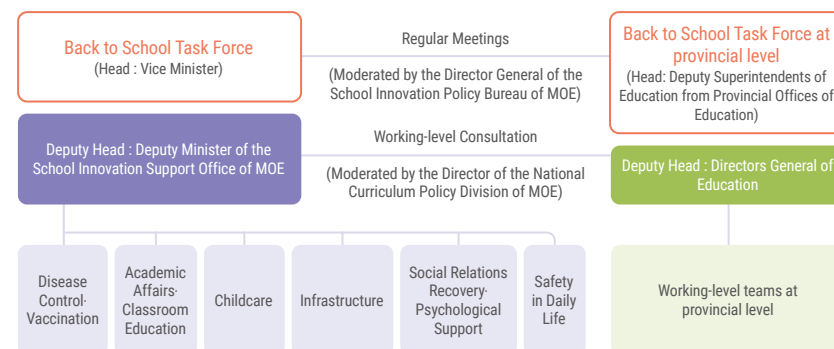 Back to School Task Force
(Head : Vice Minister)
Regular Meetings
(Moderated by the Director General of the
School Innovation Policy Bureau of MOE)
Back to School Task Force at
provincial level
(Head: Deputy Superintendents of
Education from Provincial Offices of
Education)
Deputy Head : Deputy Minister of the
School Innovation Support Office of MOE
Working-level Consultation
(Moderated by the Director of the National
Curriculum Policy Division of MOE)
Deputy Head : Directors General of
Education
Disease
Control·
Vaccination
Academic
Affairs·
Classroom
Education
Childcare
Infrastructure
Social Relations
Recovery·
Psychological
Support
Safety
in Daily
Life
Working-level teams at
provincial level